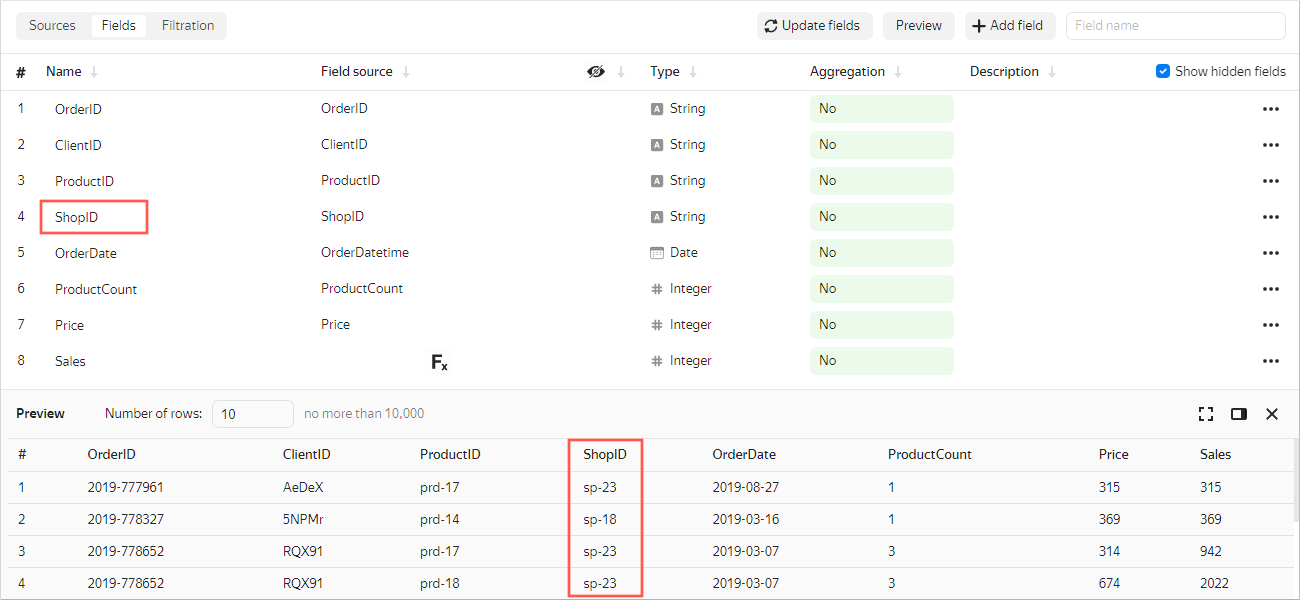 Sources Fields Filtration Update fields Preview Add field Field name
# Name Field source Type Aggregation Description Show hidden fields
1 OrderID OrderID A String No
2 ClientID ClientID A String No
3 ProductID ProductID A String No
4 ShopID ShopID A String No
5 OrderDate OrderDatetime Date No
6 ProductCount ProductCount # Integer No
7 Price Price # Integer No
8 Sales Fx # Integer No
Preview Number of rows: 10 no more than 10,000
# OrderID ClientID ProductID ShopID OrderDate ProductCount Price Sales
1 2019-777961 AeDeX prd-17 sp-23 2019-08-27 1 315 315
2 2019-778327 5NPMr prd-14 sp-18 2019-03-16 1 369 369
3 2019-778652 RQX91 prd-17 sp-23 2019-03-07 3 314 942
4 2019-778652 RQX91 prd-18 sp-23 2019-03-07 3 674 2022